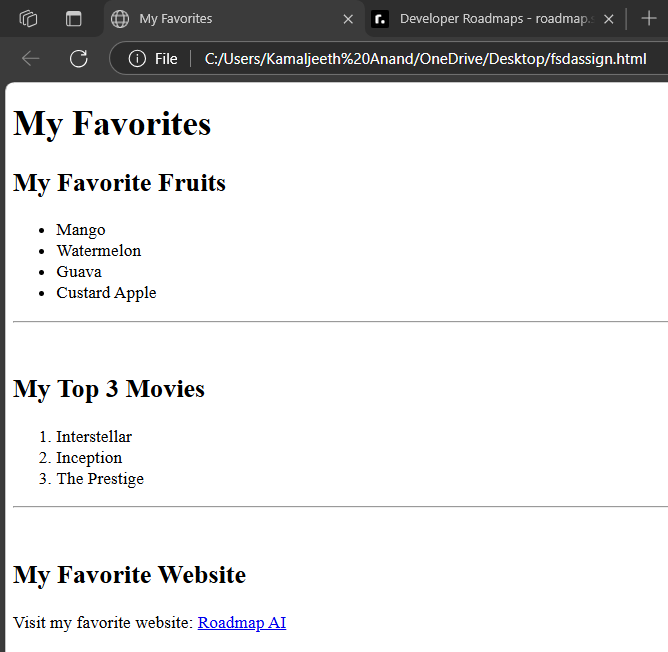 My Favorites
Developer Roadmaps - roadmap.s
File
C:/Users/Kamaljeeth%20Anand/OneDrive/Desktop/fsdassign.html
My Favorites
My Favorite Fruits
• Mango
• Watermelon
• Guava
• Custard Apple
My Top 3 Movies
1. Interstellar
2. Inception
3. The Prestige
My Favorite Website
Visit my favorite website: Roadmap AI